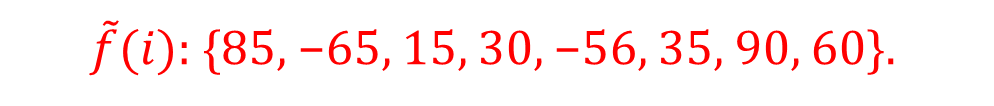 f̃(i): {85, −65, 15, 30, −56, 35, 90, 60}.